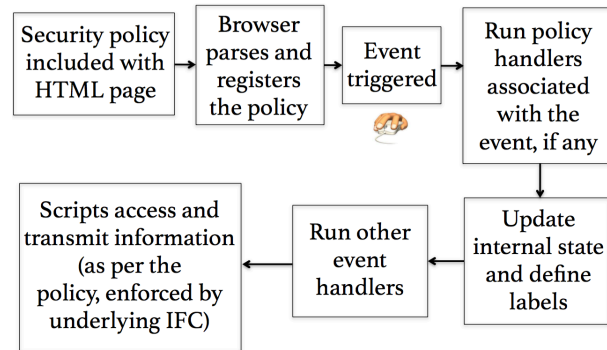 Security policy
included with
HTML page
Browser
parses and
registers
the policy
Event
triggered
Run policy
handlers
associated
with the
event, if any
Update
internal state
and define
labels
Run other
event
handlers
Scripts access and
transmit information
(as per the
policy, enforced by
underlying IFC)